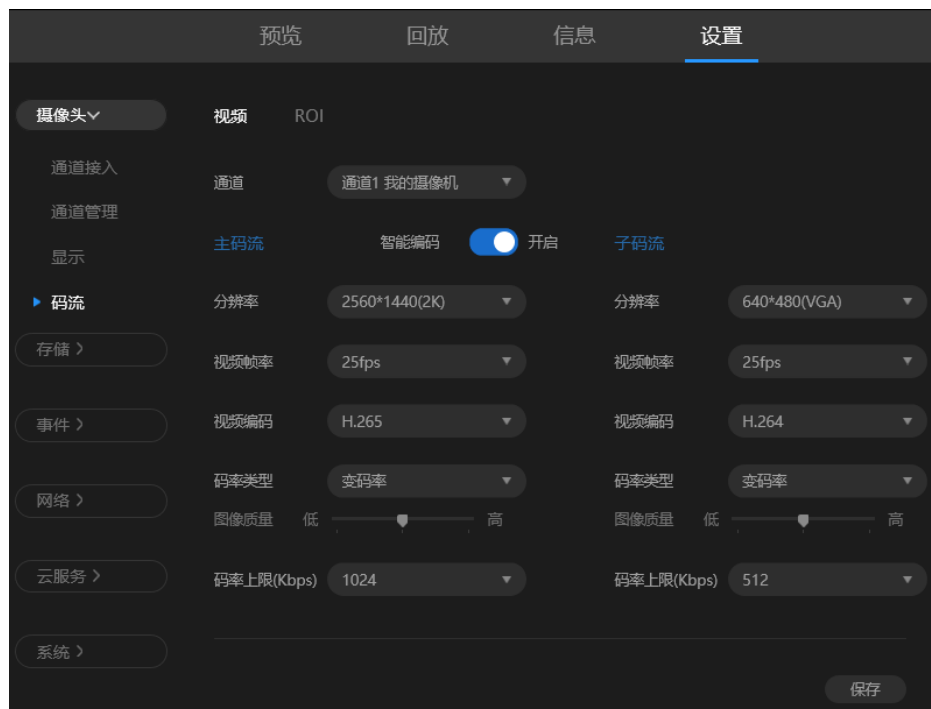 预览 回放 信息 设置
摄像头
视频 ROI
通道接入
通道 通道1 我的摄像机
通道管理
主码流 智能编码 开启 子码流
显示
码流
分辨率 2560*1440(2K) 分辨率 640*480(VGA)
存储
视频帧率 25fps 视频帧率 25fps
事件
视频编码 H.265 视频编码 H.264
码率类型 变码率 码率类型 变码率
网络
图像质量 低 高 图像质量 低 高
云服务
码率上限(Kbps) 1024 码率上限(Kbps) 512
系统
保存